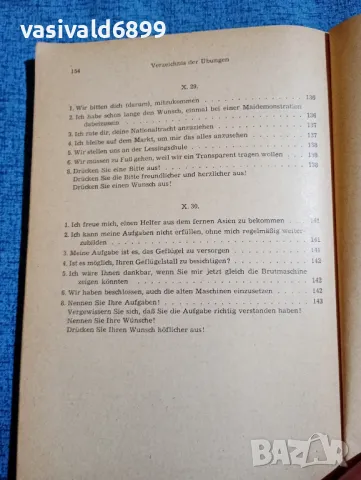 vasivald6889
194
Verzeichnis der Übungen
X. 29.
1. Wir bitten dich (darum), mitzukommen 136
2. Ich habe schon lange den Wunsch, einmal bei einer Maidemonstration
dabeizusein 136
3. Ich rate dir, deine Nationaltracht anzuziehen 137
4. Ich bleibe auf dem Markt, um mir das alles anzusehen 137
5. Wir stellen uns an der Lessingschule 137
6. Wir müssen zu Fuß gehen, weil wir ein Transparent tragen wollen 138
8. Drücken Sie eine Bitte aus! 138
Drücken Sie die Bitte freundlicher und herzlicher aus!
Drücken Sie einen Wunsch aus!
X. 30.
1. Ich freue mich, einen Helfer aus dem fernen Asien zu bekommen 141
2. Ich kann meine Aufgaben nicht erfüllen, ohne mich regelmäßig weiter-
zubilden 141
3. Meine Aufgabe ist es, das Geflügel zu versorgen 141
4. Ist es möglich, Ihren Geflügelstall zu besichtigen? 141
5. Ich wäre Ihnen dankbar, wenn Sie mir jetzt gleich die Brutmaschine
zeigen könnten 142
6. Wir haben beschlossen, auch die alten Maschinen einzusetzen 142
8. Nennen Sie Ihre Aufgaben! 143
Vergewissern Sie sich, daß Sie die Aufgabe richtig verstanden haben!
Nennen Sie Ihre Wünsche!
Drücken Sie Ihren Wunsch höflicher aus!
bazar